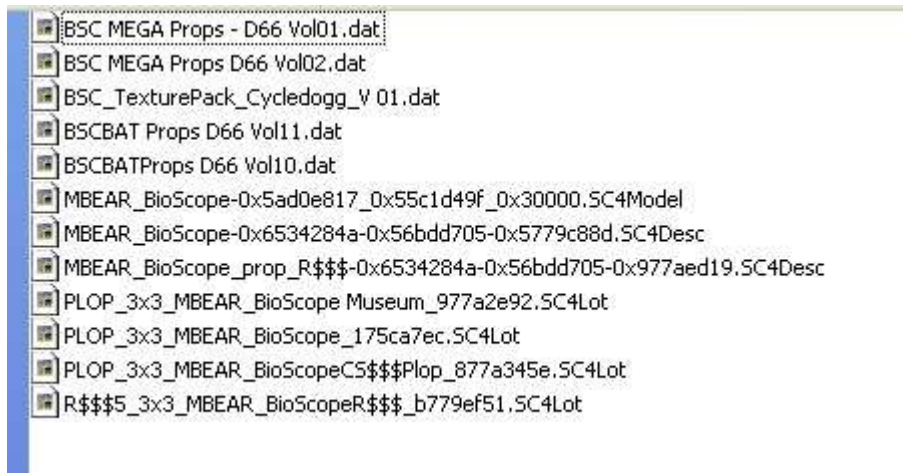 BSC MEGA Props - D66 Vol01.dat
BSC MEGA Props D66 Vol02.dat
BSC_TexturePack_Cycledogg_V 01.dat
BSCBAT Props D66 Vol11.dat
BSCBATProps D66 Vol10.dat
MBEAR_BioScope-0x5ad0e817_0x55c1d49f_0x30000.SC4Model
MBEAR_BioScope-0x6534284a-0x56bdd705-0x5779c88d.SC4Desc
MBEAR_BioScope_prop_R$$$-0x6534284a-0x56bdd705-0x977aed19.SC4Desc
PLOP_3x3_MBEAR_BioScope Museum_977a2e92.SC4Lot
PLOP_3x3_MBEAR_BioScope_175ca7ec.SC4Lot
PLOP_3x3_MBEAR_BioScopeCS$$$Plop_877a345e.SC4Lot
R$$$5_3x3_MBEAR_BioScopeR$$$_b779ef51.SC4Lot